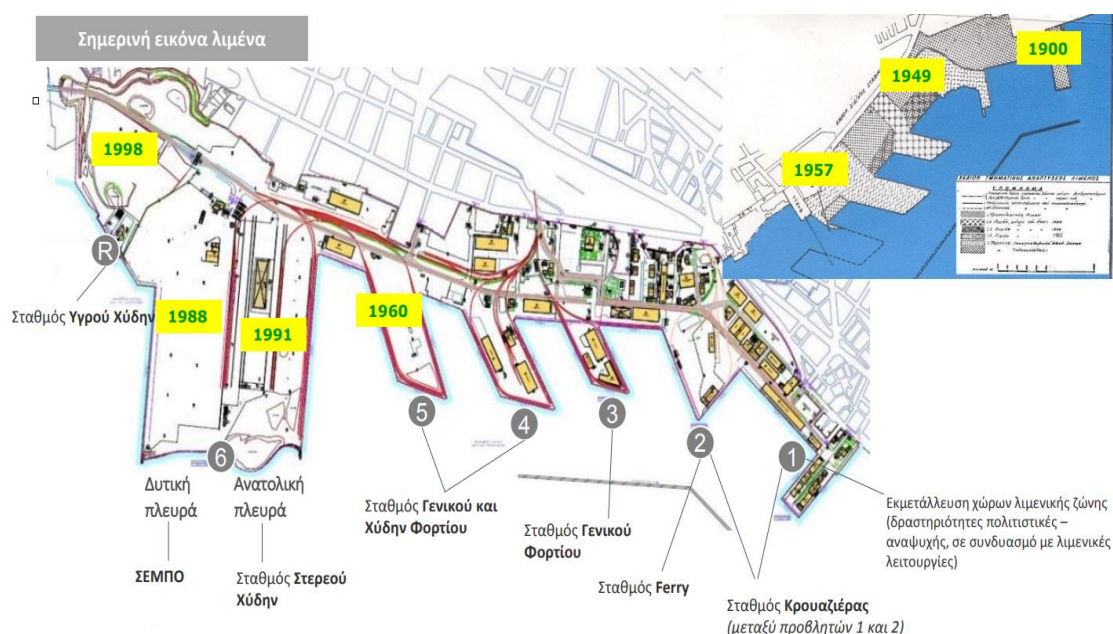 Σημερινή εικόνα λιμένα
1900
1949
1957
ΥΠΟΜΝΗΜΑ
1998
R
Σταθμός Υγρού Χύδην
1988
1991
1960
5
4
3
2
1
6
Δυτική
πλευρά
Ανατολική
πλευρά
ΣΕΜΠΟ
Σταθμός Στερεού
Χύδην
Σταθμός Γενικού και
Χύδην Φορτίου
Σταθμός Γενικού
Φορτίου
Σταθμός Ferry
Σταθμός Κρουαζιέρας
(μεταξύ προβλητών 1 και 2)
Εκμετάλλευση χώρων λιμενικής ζώνης
(δραστηριότητες πολιτιστικές –
αναψυχής, σε συνδυασμό με λιμενικές
λειτουργίες)